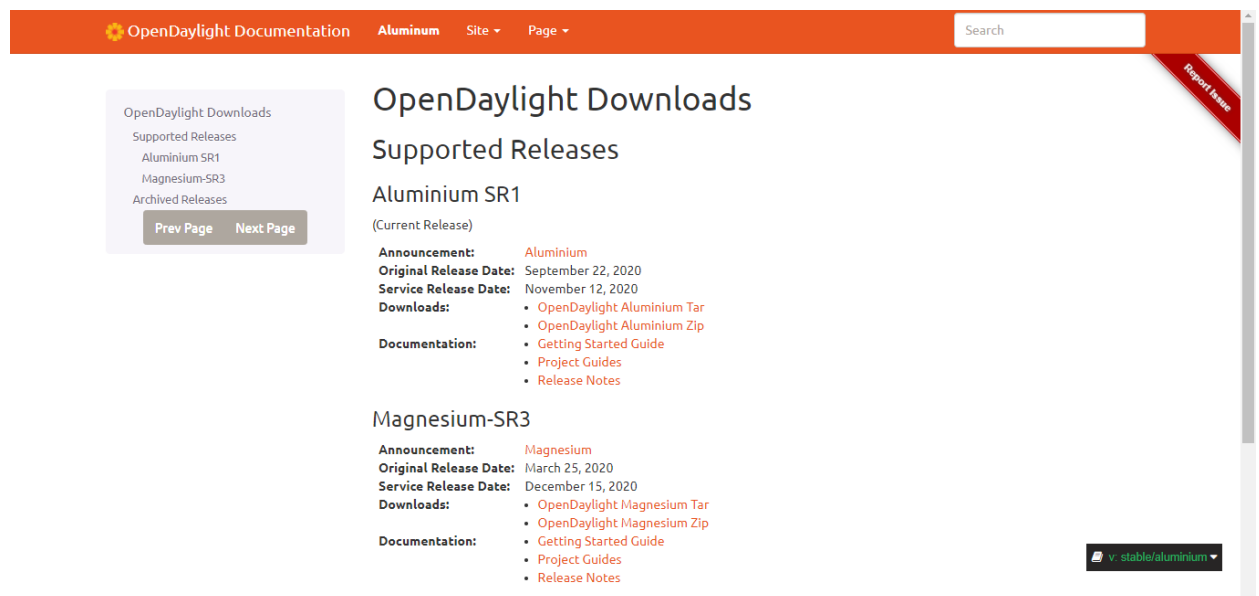 OpenDaylight Documentation Aluminum Site Page Search
Report Issue
OpenDaylight Downloads
Supported Releases
Aluminium SR1
Magnesium-SR3
Archived Releases
Prev Page Next Page
OpenDaylight Downloads
Supported Releases
Aluminium SR1
(Current Release)
Announcement: Aluminium
Original Release Date: September 22, 2020
Service Release Date: November 12, 2020
Downloads: • OpenDaylight Aluminium Tar
• OpenDaylight Aluminium Zip
Documentation: • Getting Started Guide
• Project Guides
• Release Notes
Magnesium-SR3
Announcement: Magnesium
Original Release Date: March 25, 2020
Service Release Date: December 15, 2020
Downloads: • OpenDaylight Magnesium Tar
• OpenDaylight Magnesium Zip
Documentation: • Getting Started Guide
• Project Guides
• Release Notes
v: stable/aluminium